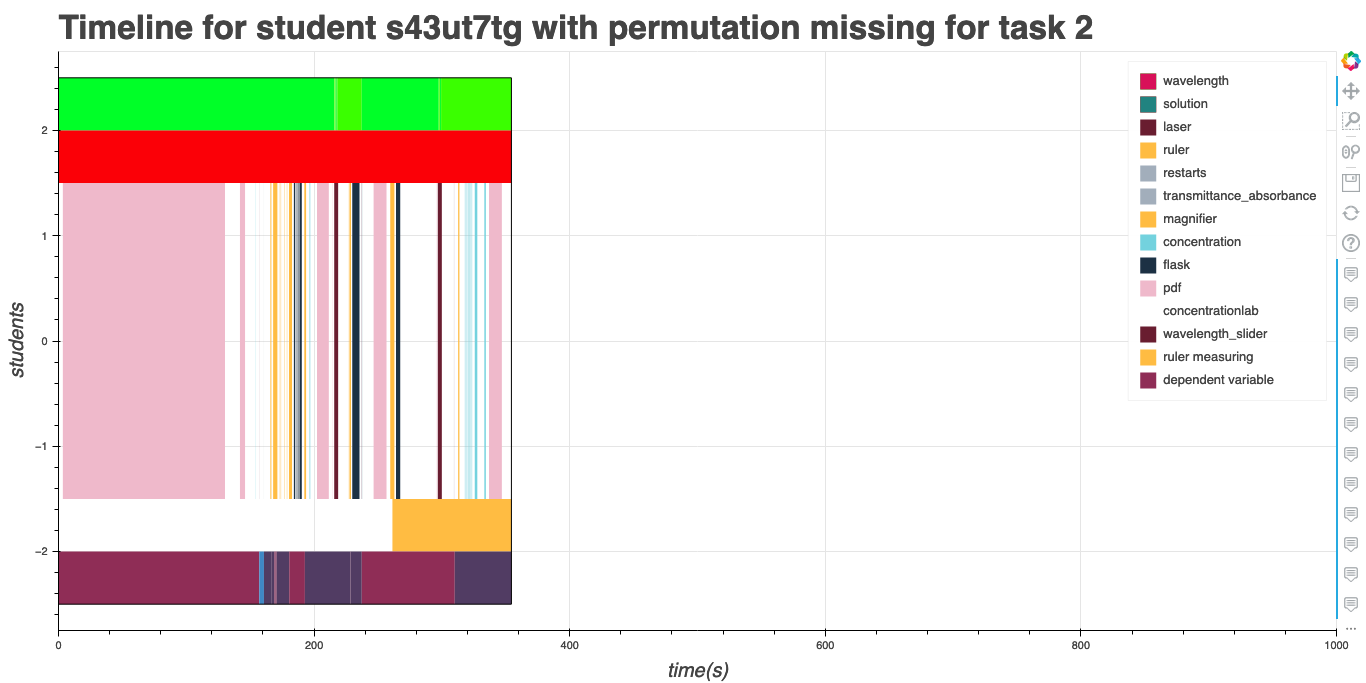 Timeline for student s43ut7tg with permutation missing for task 2
wavelength
solution
laser
ruler
restarts
transmittance_absorbance
magnifier
concentration
flask
pdf
concentrationlab
wavelength_slider
ruler measuring
dependent variable
students
2
1
0
−1
−2
0 200 400 600 800 1000
time(s)